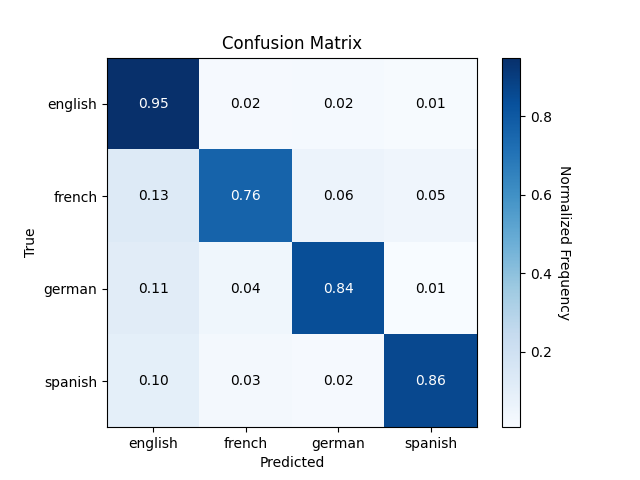 Confusion Matrix
english 0.95 0.02 0.02 0.01
french 0.13 0.76 0.06 0.05
german 0.11 0.04 0.84 0.01
spanish 0.10 0.03 0.02 0.86
english french german spanish
Predicted
True
0.8
0.6
0.4
0.2
Normalized Frequency